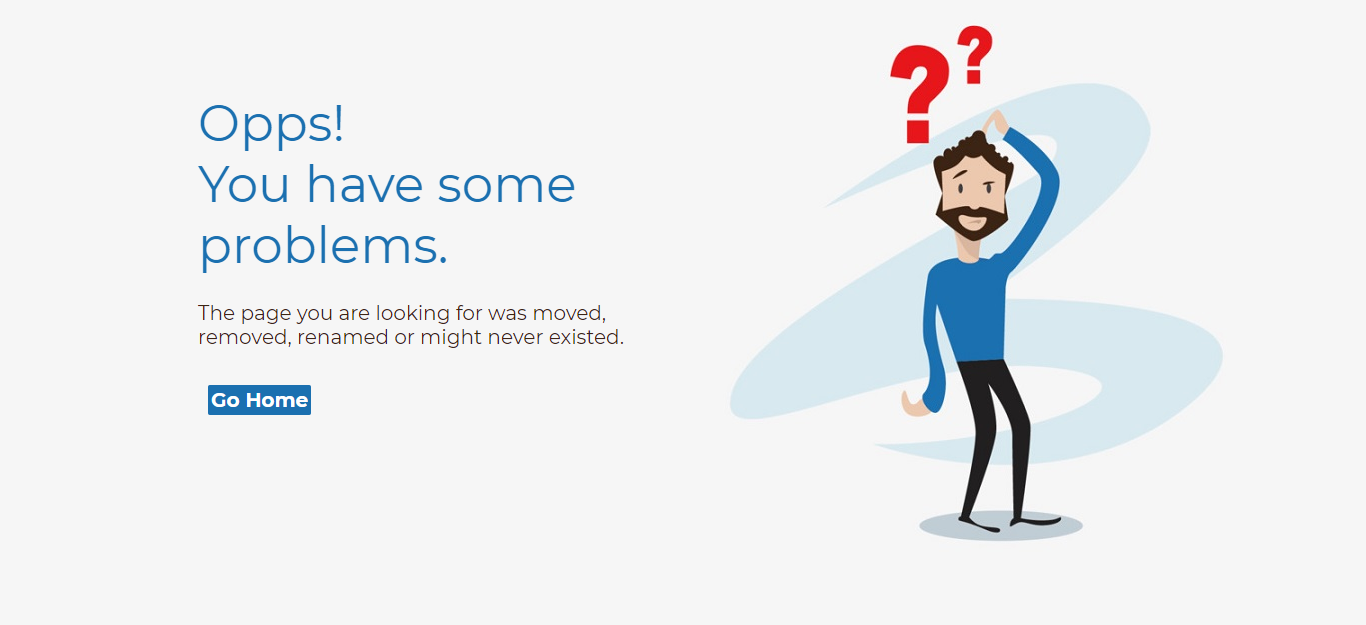 ??
Opps!
You have some
problems.
The page you are looking for was moved,
removed, renamed or might never existed.
Go Home